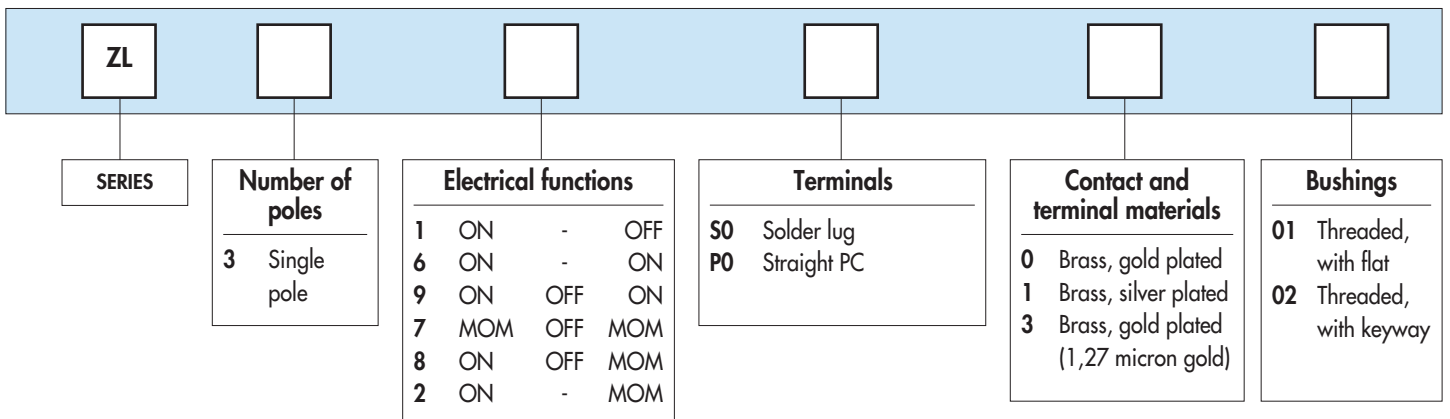 ZL
SERIES
Number of
poles
3 Single
pole
Electrical functions
1 ON - OFF
6 ON - ON
9 ON OFF ON
7 MOM OFF MOM
8 ON OFF MOM
2 ON - MOM
Terminals
S0 Solder lug
P0 Straight PC
Contact and
terminal materials
0 Brass, gold plated
1 Brass, silver plated
3 Brass, gold plated
(1,27 micron gold)
Bushings
01 Threaded,
with flat
02 Threaded,
with keyway